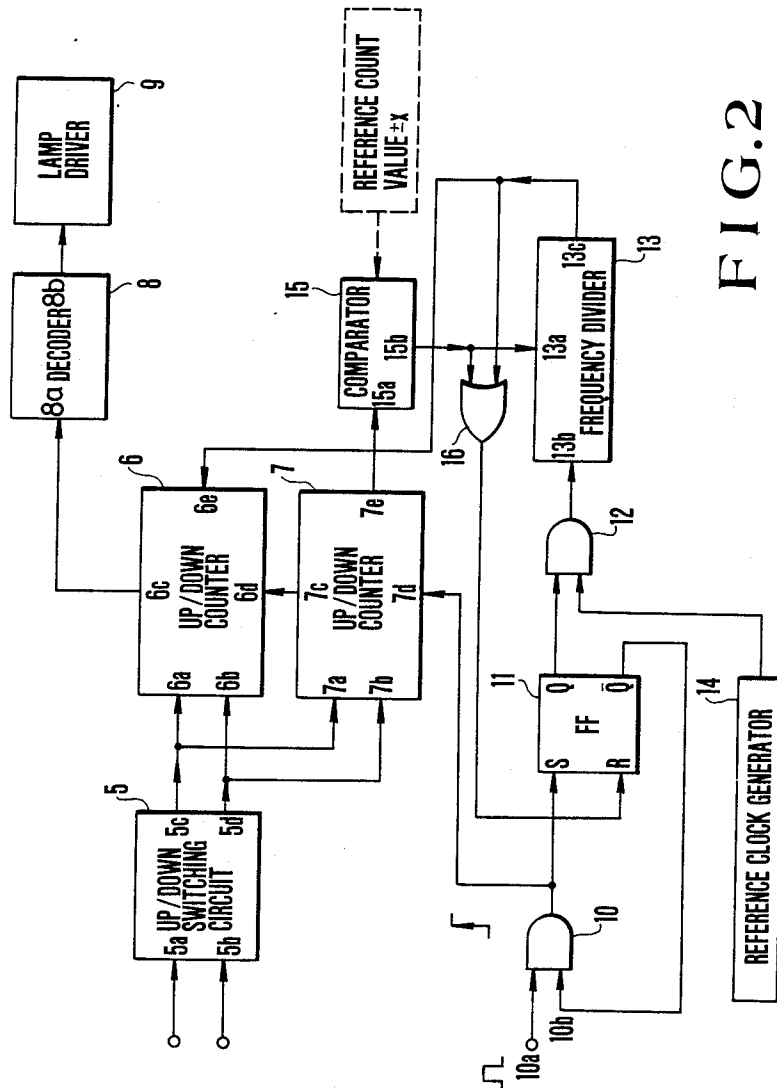 5
5a
5b
UP/DOWN
SWITCHING
CIRCUIT
5c
5d
6
6a
6b
6c
UP/DOWN
COUNTER
6d
6e
7
7a
7b
7c
UP/DOWN
COUNTER
7d
7e
8a DECODER 8b
8
LAMP
DRIVER
9
15
COMPARATOR
15a
15b
REFERENCE COUNT
VALUE ±X
16
10a
10b
10
11
S
R
FF
Q
Q̅
12
13b
13a
13c
FREQUENCY DIVIDER
13
14
REFERENCE CLOCK GENERATOR
FIG.2